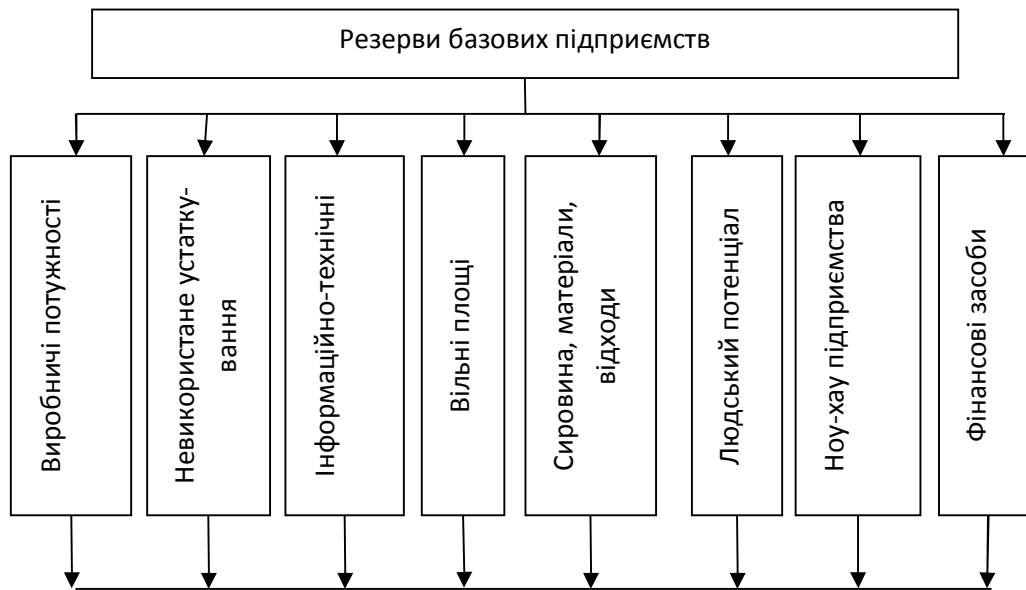 Резерви базових підприємств
Виробничі потужності
Невикористане устатку-
вання
Інформаційно-технічні
Вільні площі
Сировина, матеріали,
відходи
Людський потенціал
Ноу-хау підприємства
Фінансові засоби